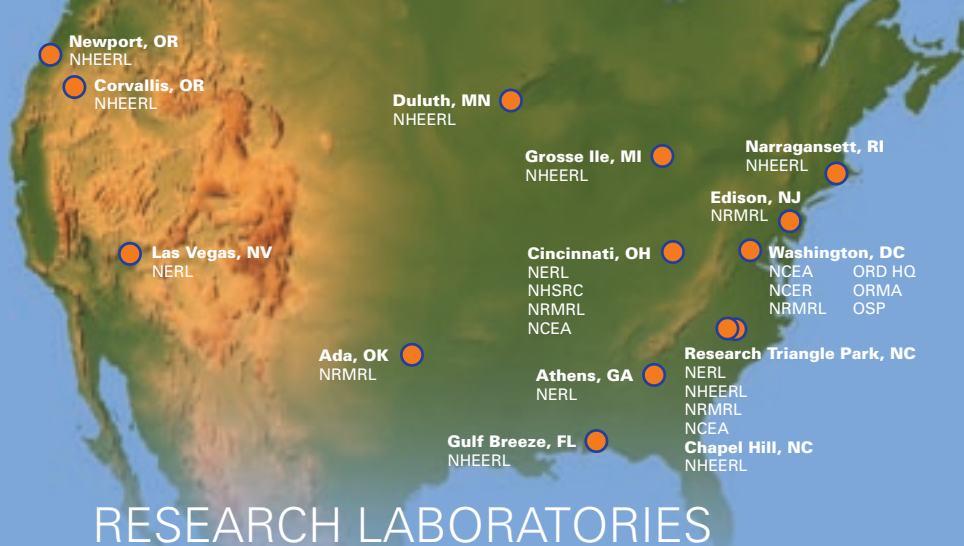 Newport, OR
NHEERL
Corvallis, OR
NHEERL
Duluth, MN
NHEERL
Grosse Ile, MI
NHEERL
Narragansett, RI
NHEERL
Edison, NJ
NRMRL
Las Vegas, NV
NERL
Cincinnati, OH
NERL
NHSRC
NRMRL
NCEA
Washington, DC
NCEA ORD HQ
NCER ORMA
NRMRL OSP
Ada, OK
NRMRL
Athens, GA
NERL
Research Triangle Park, NC
NERL
NHEERL
NRMRL
NCEA
Chapel Hill, NC
NHEERL
Gulf Breeze, FL
NHEERL
RESEARCH LABORATORIES